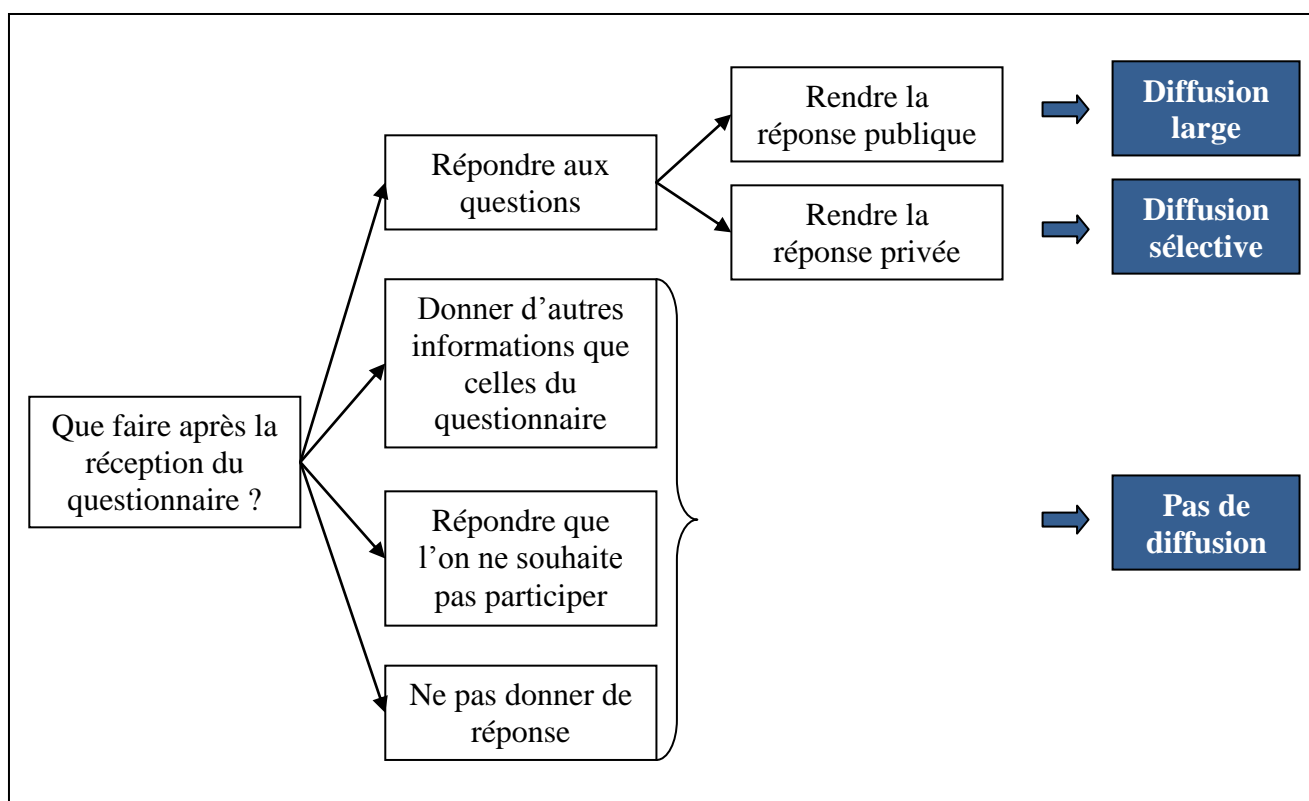 Que faire après la
réception du
questionnaire ?
Répondre aux
questions
Rendre la
réponse publique
Diffusion
large
Rendre la
réponse privée
Diffusion
sélective
Donner d’autres
informations que
celles du
questionnaire
Répondre que
l’on ne souhaite
pas participer
Ne pas donner de
réponse
Pas de
diffusion